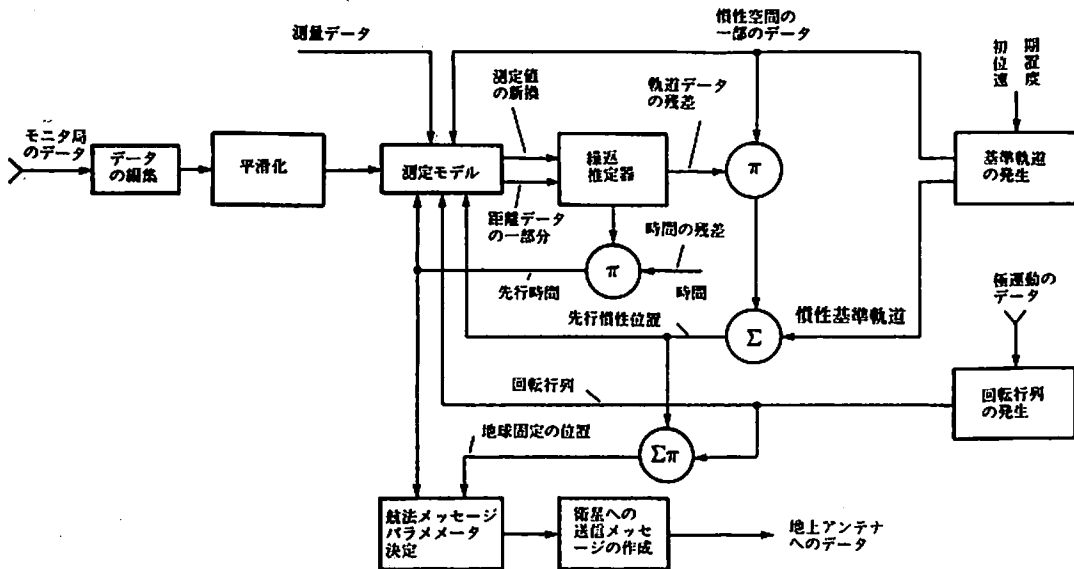 測量データ
慣性空間の
一部のデータ
初期
位置
速度
モニタ局
のデータ
データ
の編集
平滑化
測定モデル
測定値
の新換
距離データ
の一部分
繰返
推定器
軌道データ
の残差
π
基準軌道
の発生
π
時間の残差
時間
先行時間
先行慣性位置
Σ
慣性基準軌道
極運動の
データ
回転行列
回転行列
の発生
地球固定の位置
Σπ
航法メッセージ
パラメメータ
決定
衛星への
送信メッセ
ージの作成
地上アンテナ
へのデータ